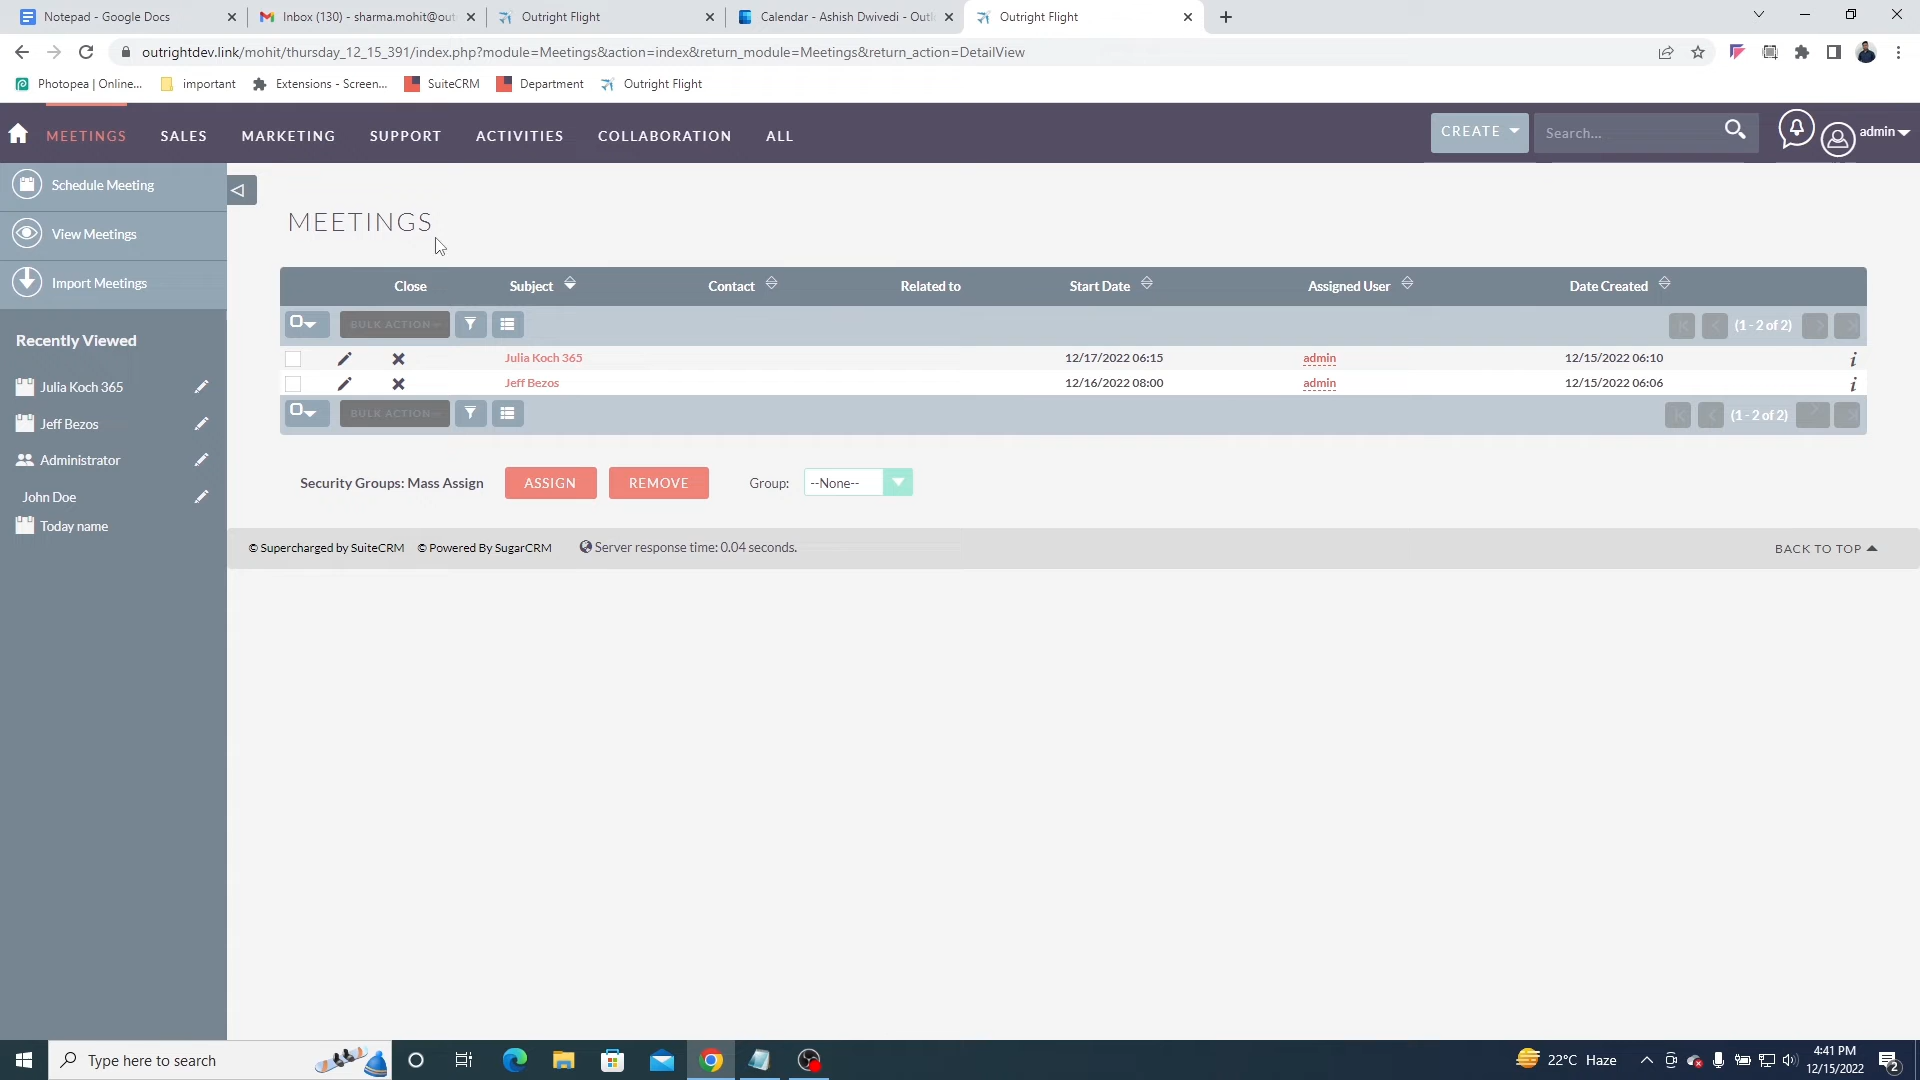 Notepad - Google Docs
Inbox (130) - sharma.mohit@out
Outright Flight
Calendar - Ashish Dwivedi - Outl
Outright Flight
outrightdev.link/mohit/thursday_12_15_391/index.php?module=Meetings&action=index&return_module=Meetings&return_action=DetailView
Photopea | Online...
important
Extensions - Screen...
SuiteCRM
Department
Outright Flight
MEETINGS
SALES
MARKETING
SUPPORT
ACTIVITIES
COLLABORATION
ALL
CREATE
Search...
admin
Schedule Meeting
View Meetings
Import Meetings
Recently Viewed
Julia Koch 365
Jeff Bezos
Administrator
John Doe
Today name
MEETINGS
Close Subject Contact Related to Start Date Assigned User Date Created
BULK ACTION (1 - 2 of 2)
Julia Koch 365 12/17/2022 06:15 admin 12/15/2022 06:10 i
Jeff Bezos 12/16/2022 08:00 admin 12/15/2022 06:06 i
BULK ACTION (1 - 2 of 2)
Security Groups: Mass Assign ASSIGN REMOVE Group: --None--
© Supercharged by SuiteCRM © Powered By SugarCRM Server response time: 0.04 seconds. BACK TO TOP
Type here to search
22°C Haze
4:41 PM
12/15/2022
2